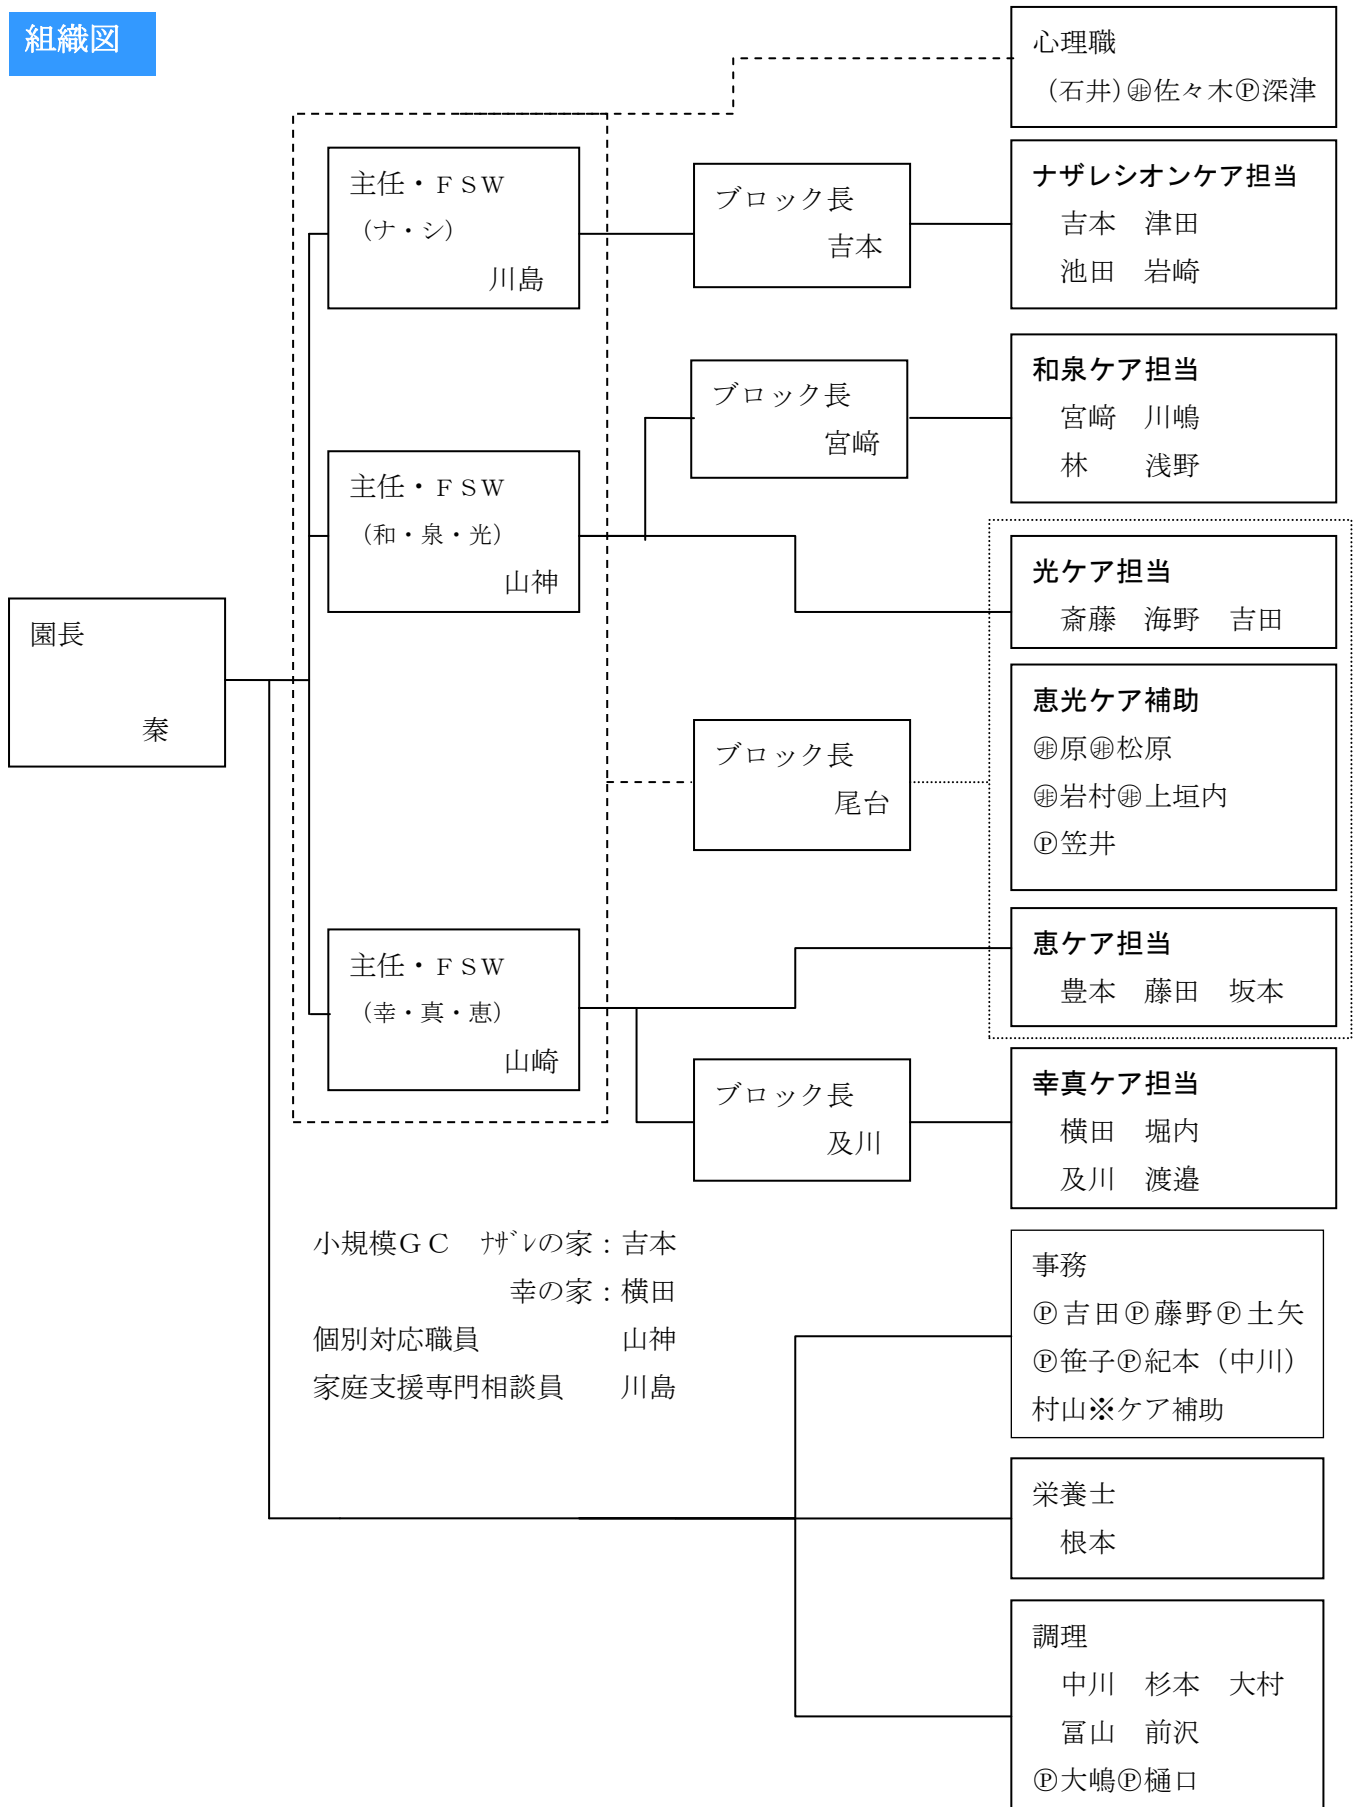 組織図
心理職
（石井）㊵佐々木Ⓟ深津
主任・ＦＳＷ
（ナ・シ）
川島
ブロック長
吉本
ナザレシオンケア担当
吉本　津田
池田　岩崎
ブロック長
宮﨑
和泉ケア担当
宮﨑　川嶋
林　　浅野
主任・ＦＳＷ
（和・泉・光）
山神
光ケア担当
斎藤　海野　吉田
園長
秦
ブロック長
尾台
恵光ケア補助
㊵原㊵松原
㊵岩村㊵上垣内
Ⓟ笠井
主任・ＦＳＷ
（幸・真・恵）
山崎
恵ケア担当
豊本　藤田　坂本
ブロック長
及川
幸真ケア担当
横田　堀内
及川　渡邉
小規模ＧＣ　ﾅｻﾞﾚの家：吉本
幸の家：横田
個別対応職員　　山神
家庭支援専門相談員　川島
事務
Ⓟ吉田Ⓟ藤野Ⓟ土矢
Ⓟ笹子Ⓟ紀本（中川）
村山※ケア補助
栄養士
根本
調理
中川　杉本　大村
冨山　前沢
Ⓟ大嶋Ⓟ樋口